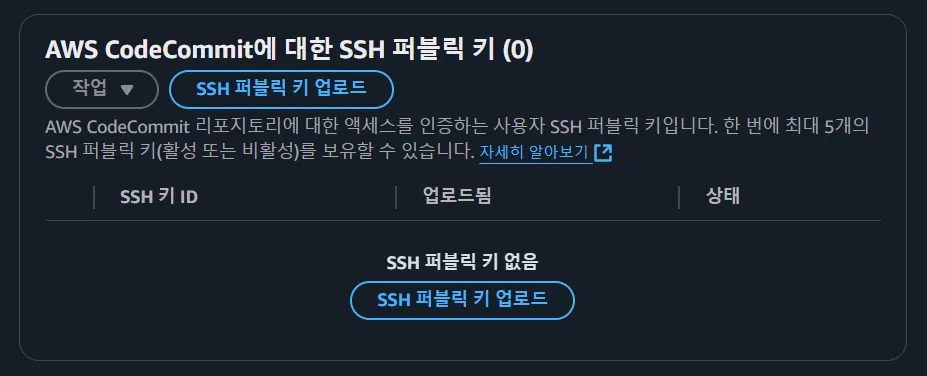 AWS CodeCommit에 대한 SSH 퍼블릭 키 (0)
작업
SSH 퍼블릭 키 업로드
AWS CodeCommit 리포지토리에 대한 액세스를 인증하는 사용자 SSH 퍼블릭 키입니다. 한 번에 최대 5개의
SSH 퍼블릭 키(활성 또는 비활성)를 보유할 수 있습니다. 자세히 알아보기
SSH 키 ID
업로드됨
상태
SSH 퍼블릭 키 없음
SSH 퍼블릭 키 업로드